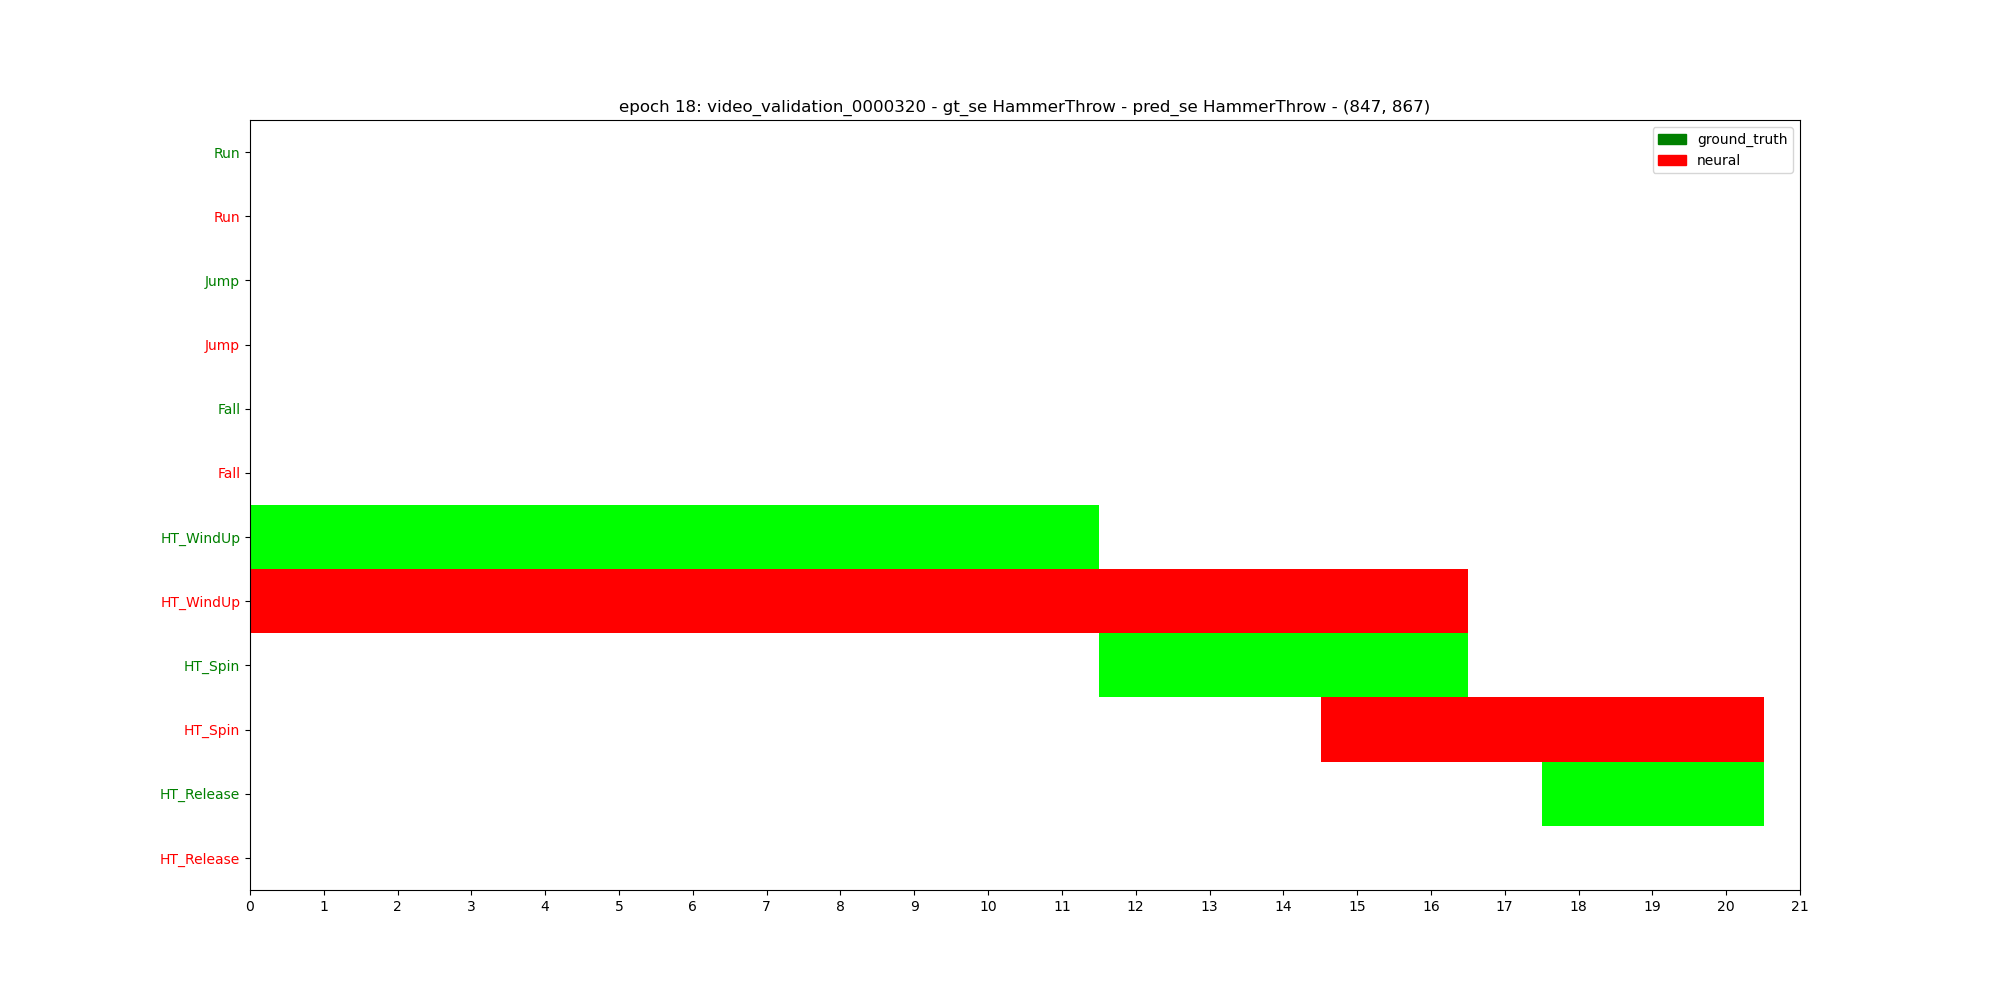 epoch 18: video_validation_0000320 - gt_se HammerThrow - pred_se HammerThrow - (847, 867)
ground_truth
neural
Run
Run
Jump
Jump
Fall
Fall
HT_WindUp
HT_WindUp
HT_Spin
HT_Spin
HT_Release
HT_Release
0 1 2 3 4 5 6 7 8 9 10 11 12 13 14 15 16 17 18 19 20 21